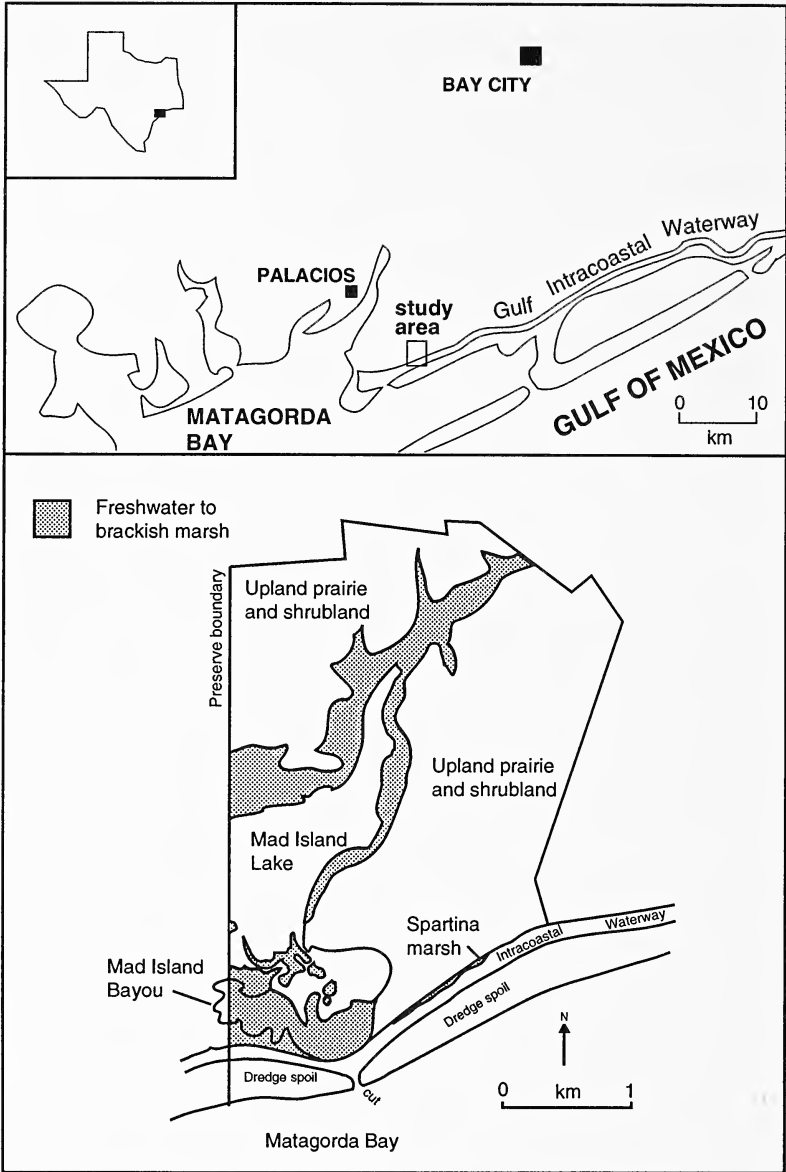 BAY CITY
Gulf Intracoastal Waterway
PALACIOS
study
area
MATAGORDA
BAY
GULF OF MEXICO
0 10
km
Freshwater to
brackish marsh
Preserve boundary
Upland prairie
and shrubland
Upland prairie
and shrubland
Mad Island
Lake
Spartina
marsh
Intracoastal Waterway
Mad Island
Bayou
Dredge spoil
Dredge spoil
cut
N
0 km 1
Matagorda Bay